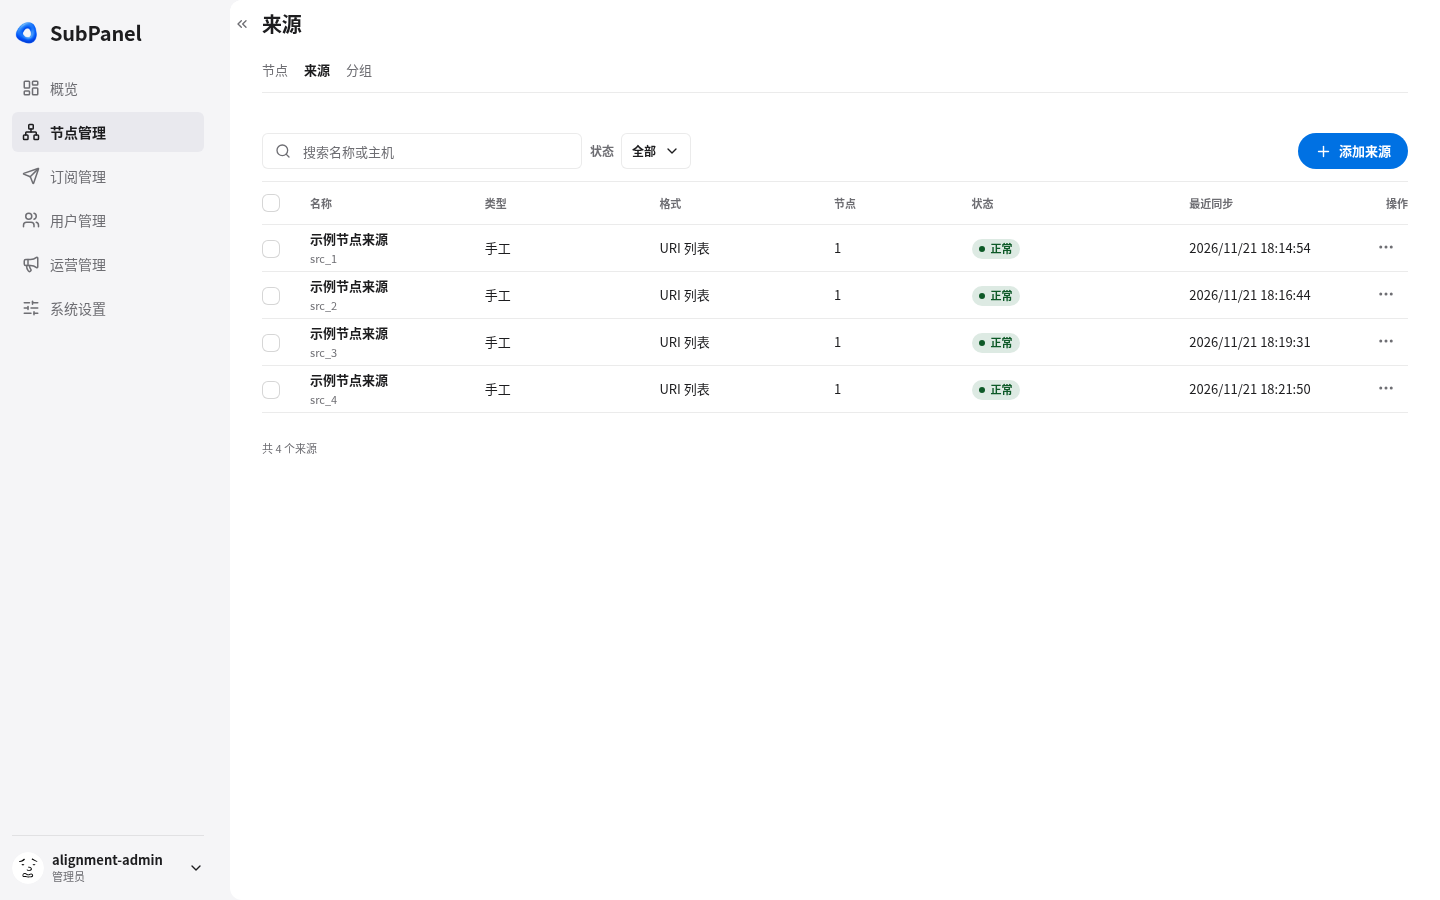 SubPanel
概览
节点管理
订阅管理
用户管理
运营管理
系统设置
alignment-admin
管理员
来源
节点 来源 分组
搜索名称或主机 状态 全部 添加来源
名称 类型 格式 节点 状态 最近同步 操作
示例节点来源
src_1
手工 URI 列表 1 正常 2026/11/21 18:14:54
示例节点来源
src_2
手工 URI 列表 1 正常 2026/11/21 18:16:44
示例节点来源
src_3
手工 URI 列表 1 正常 2026/11/21 18:19:31
示例节点来源
src_4
手工 URI 列表 1 正常 2026/11/21 18:21:50
共 4 个来源